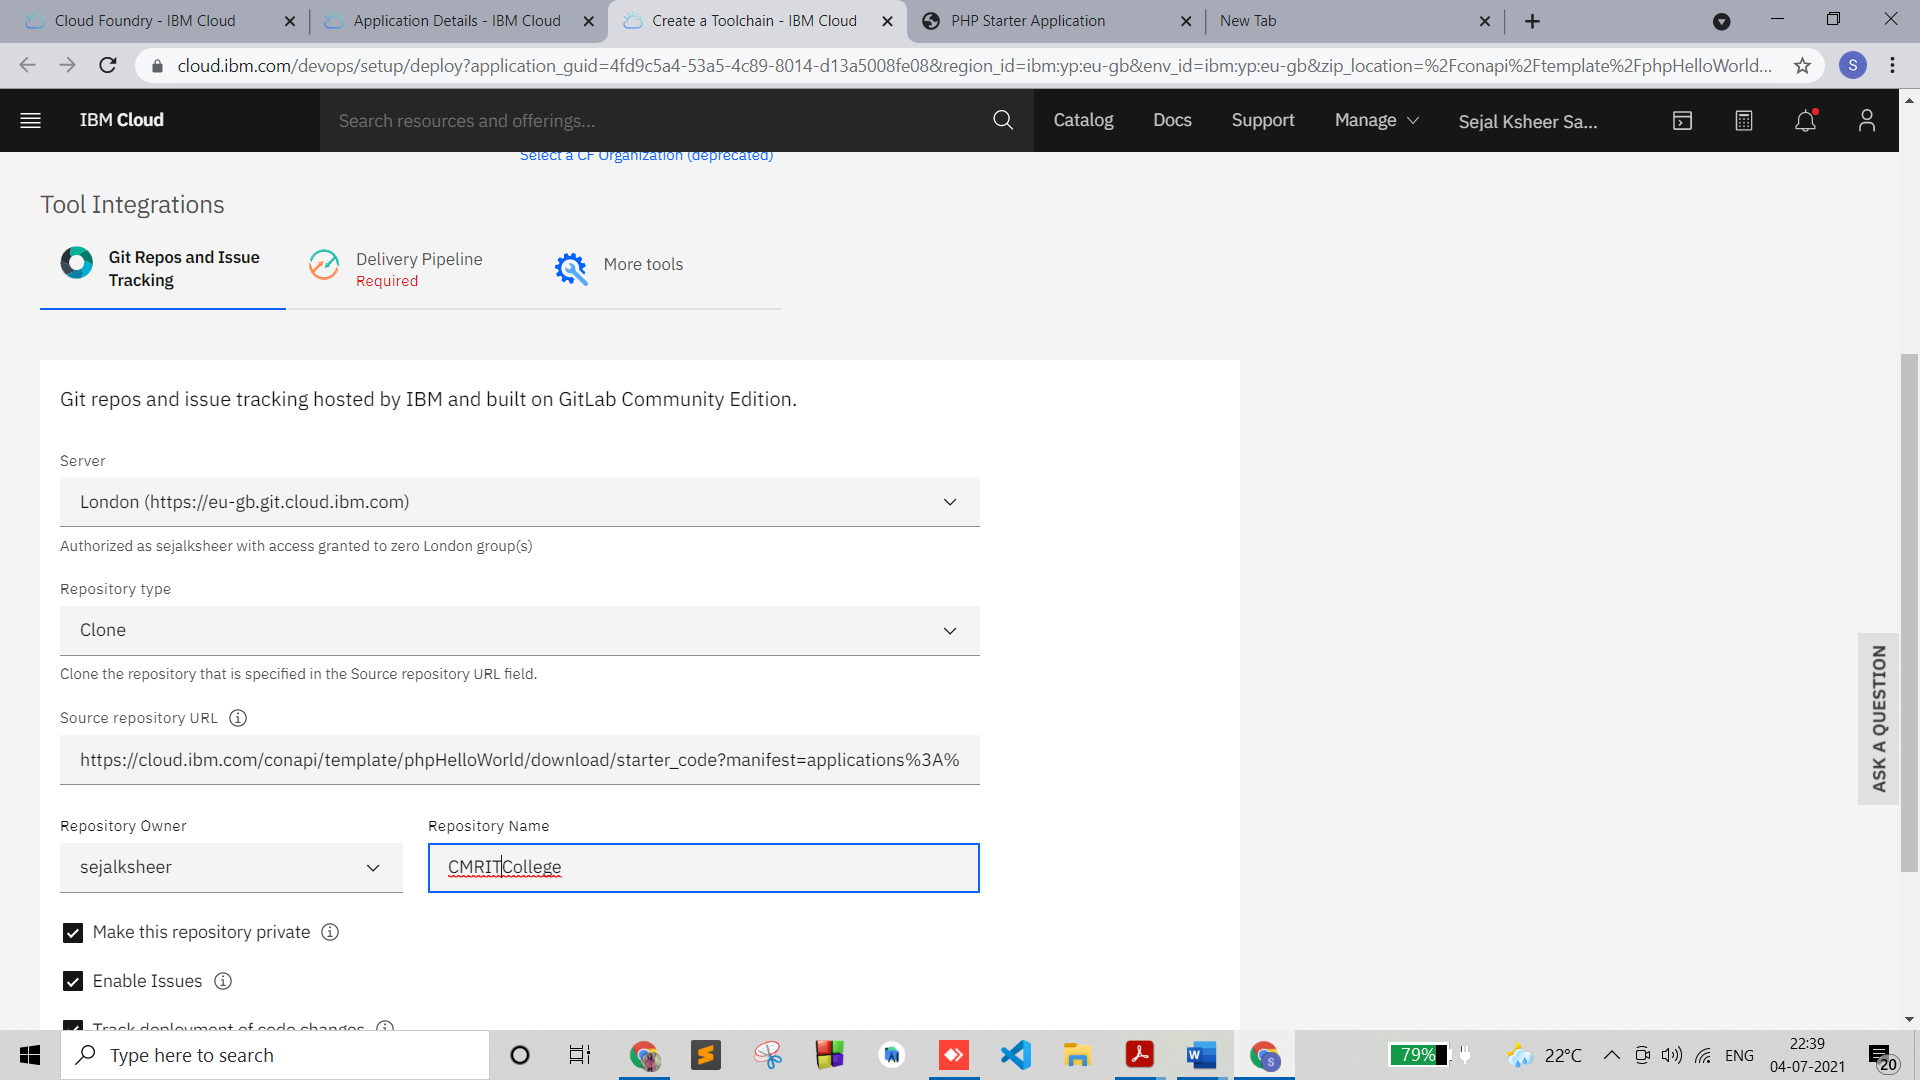 Cloud Foundry - IBM Cloud
Application Details - IBM Cloud
Create a Toolchain - IBM Cloud
PHP Starter Application
New Tab
cloud.ibm.com/devops/setup/deploy?application_guid=4fd9c5a4-53a5-4c89-8014-d13a5008fe08&region_id=ibm:yp:eu-gb&env_id=ibm:yp:eu-gb&zip_location=%2Fconapi%2Ftemplate%2FphpHelloWorld...
S
IBM Cloud
Search resources and offerings...
Catalog
Docs
Support
Manage
Sejal Ksheer Sa...
Select a CF Organization (deprecated)
Tool Integrations
Git Repos and Issue
Tracking
Delivery Pipeline
Required
More tools
Git repos and issue tracking hosted by IBM and built on GitLab Community Edition.
Server
London (https://eu-gb.git.cloud.ibm.com)
Authorized as sejalksheer with access granted to zero London group(s)
Repository type
Clone
Clone the repository that is specified in the Source repository URL field.
Source repository URL
https://cloud.ibm.com/conapi/template/phpHelloWorld/download/starter_code?manifest=applications%3A%
Repository Owner
Repository Name
sejalksheer
CMRITCollege
Make this repository private
Enable Issues
Track deployment of code changes
ASK A QUESTION
Type here to search
79%
22°C
ENG
22:39
04-07-2021
20